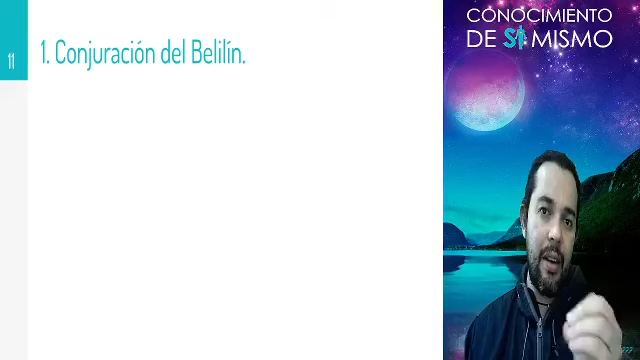 11
1. Conjuración del Belilín.
CONOCIMIENTO
DE SÍ MISMO